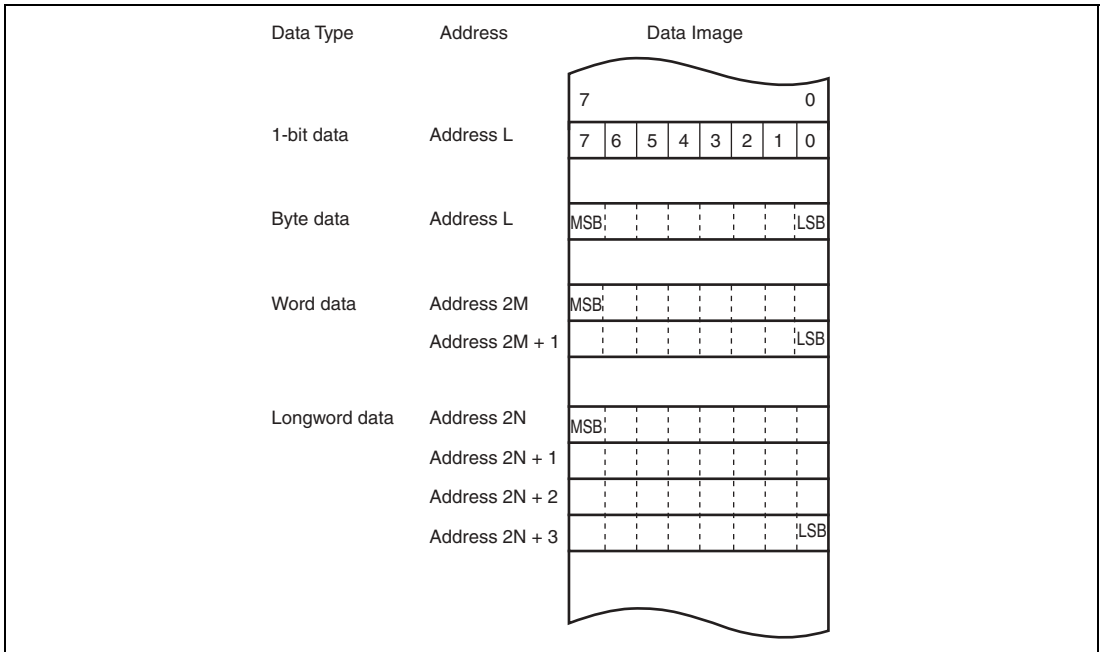 Data Type Address Data Image
7 0
1-bit data Address L 7 6 5 4 3 2 1 0
Byte data Address L MSB LSB
Word data Address 2M MSB
Address 2M + 1 LSB
Longword data Address 2N MSB
Address 2N + 1
Address 2N + 2
Address 2N + 3 LSB